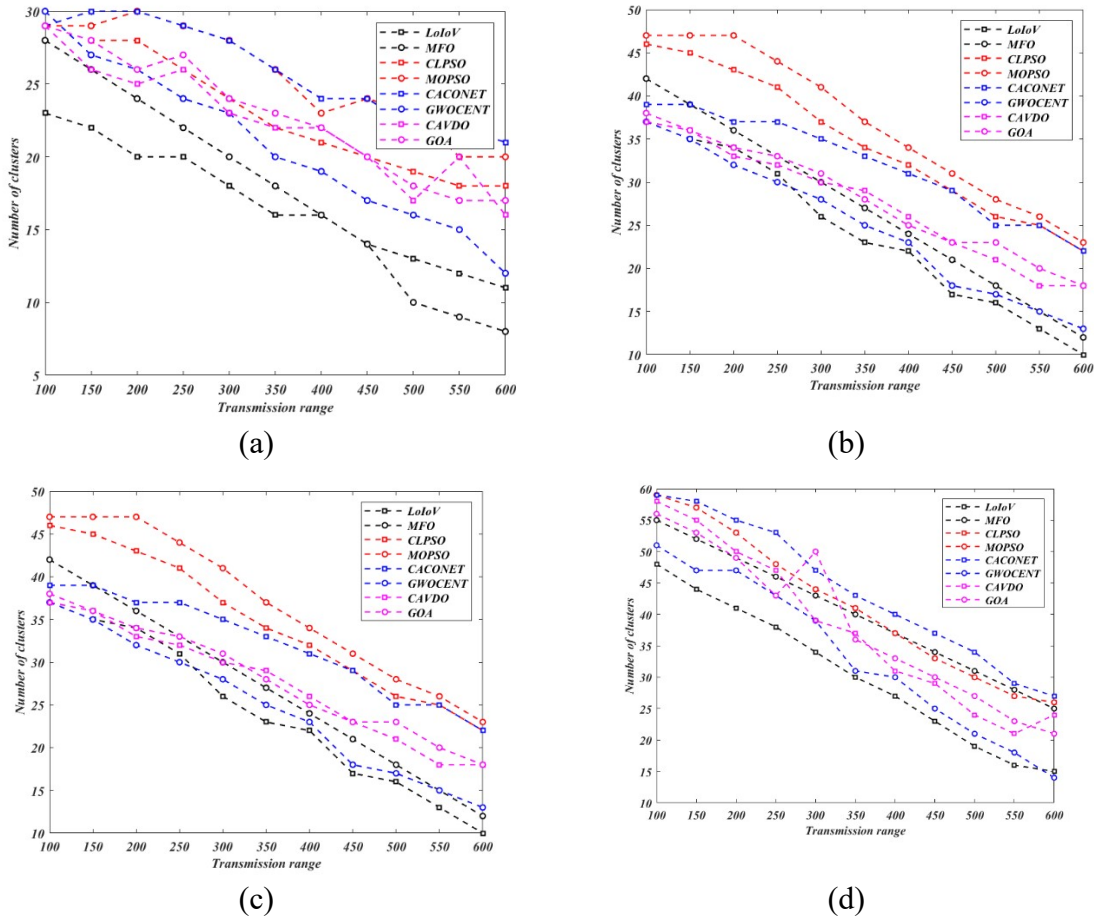 30
25
20
15
10
5
Number of clusters
100 150 200 250 300 350 400 450 500 550 600
Transmission range
LoIoV
MFO
CLPSO
MOPSO
CACONET
GWOCENT
CAVDO
GOA
(a)
50
45
40
35
30
25
20
15
10
Number of clusters
100 150 200 250 300 350 400 450 500 550 600
Transmission range
LoIoV
MFO
CLPSO
MOPSO
CACONET
GWOCENT
CAVDO
GOA
(b)
50
45
40
35
30
25
20
15
10
Number of clusters
100 150 200 250 300 350 400 450 500 550 600
Transmission range
LoIoV
MFO
CLPSO
MOPSO
CACONET
GWOCENT
CAVDO
GOA
(c)
60
55
50
45
40
35
30
25
20
15
10
Number of clusters
100 150 200 250 300 350 400 450 500 550 600
Transmission range
LoIoV
MFO
CLPSO
MOPSO
CACONET
GWOCENT
CAVDO
GOA
(d)